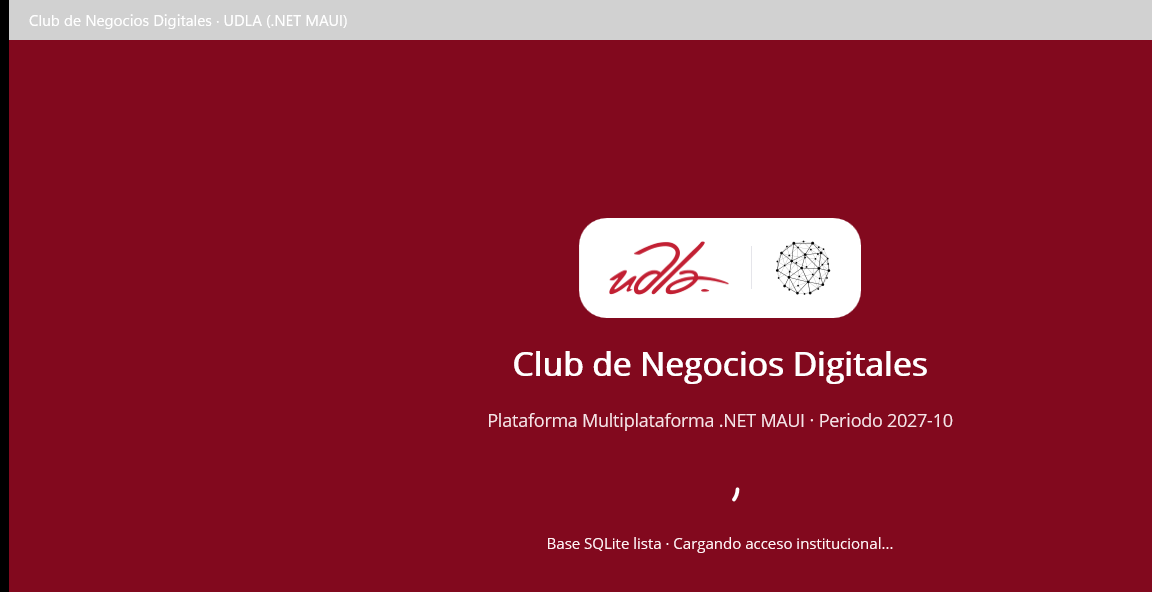 Club de Negocios Digitales · UDLA (.NET MAUI)
udla.
Club de Negocios Digitales
Plataforma Multiplataforma .NET MAUI · Periodo 2027-10
Base SQLite lista · Cargando acceso institucional...